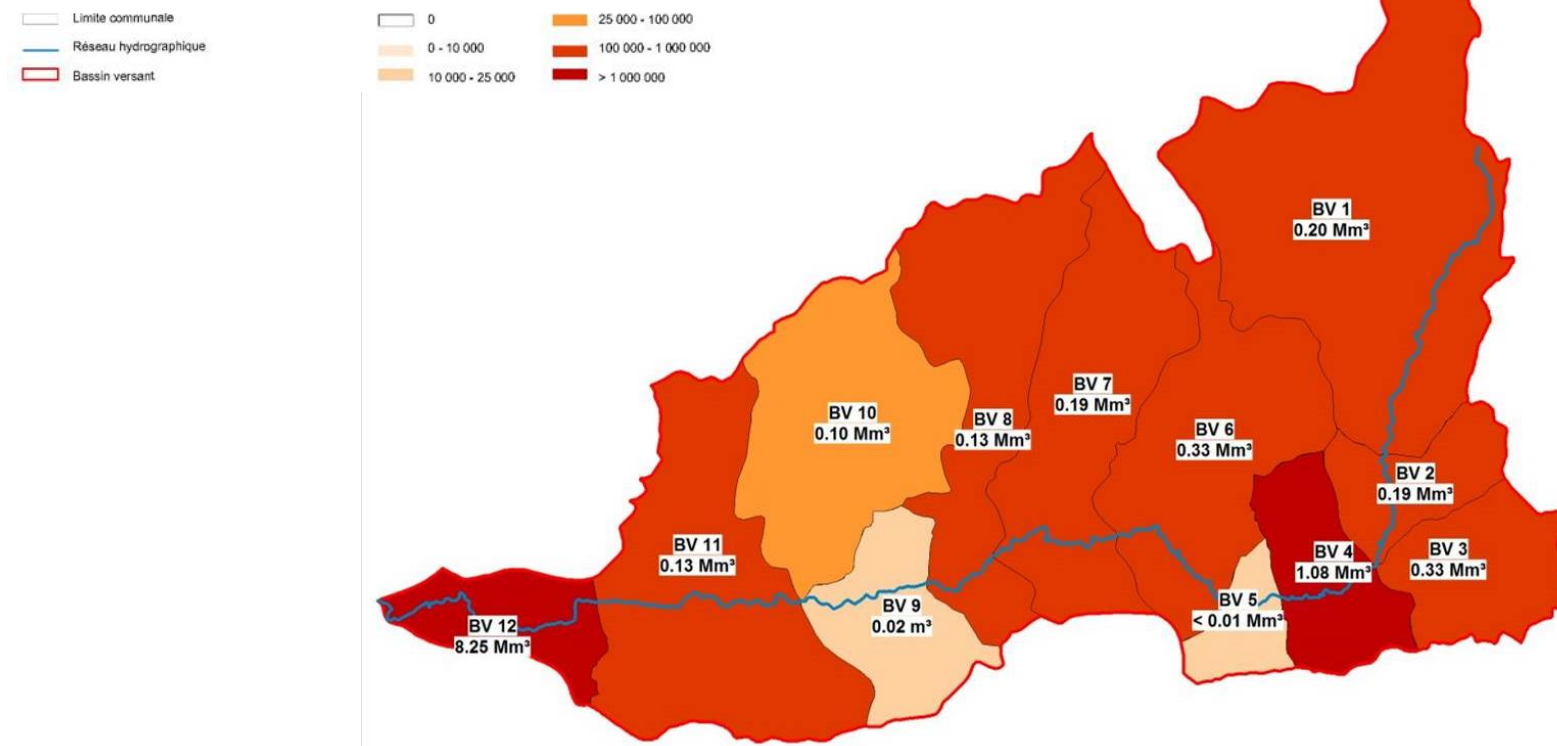 Limite communale
Réseau hydrographique
Bassin versant
0
0 - 10 000
10 000 - 25 000
25 000 - 100 000
100 000 - 1 000 000
> 1 000 000
BV 1
0.20 Mm³
BV 7
0.19 Mm³
BV 10
0.10 Mm³
BV 8
0.13 Mm³
BV 6
0.33 Mm³
BV 2
0.19 Mm³
BV 11
0.13 Mm³
BV 4
1.08 Mm³
BV 3
0.33 Mm³
BV 9
0.02 m³
BV 5
< 0.01 Mm³
BV 12
8.25 Mm³